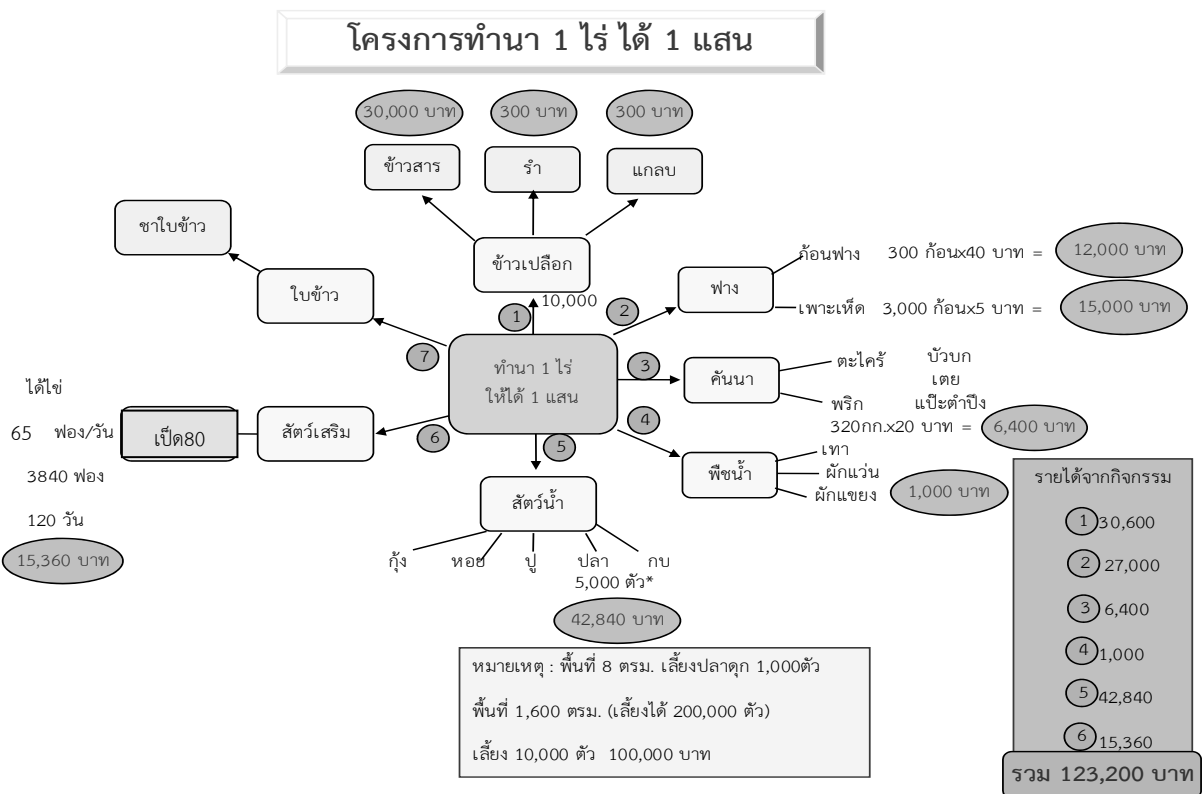 โครงการทำนา 1 ไร่ ได้ 1 แสน
30,000 บาท
300 บาท
300 บาท
ข้าวสาร
รำ
แกลบ
ชาใบข้าว
ใบข้าว
ข้าวเปลือก
10,000
1
2
ฟาง
ก้อนฟาง 300 ก้อนx40 บาท = 12,000 บาท
เพาะเห็ด 3,000 ก้อนx5 บาท = 15,000 บาท
7
ทำนา 1 ไร่
ให้ได้ 1 แสน
3
คันนา
ตะไคร้ บัวบก
เตย
พริก แป๊ะตำปึง
320กก.x20 บาท = 6,400 บาท
4
พืชน้ำ
เทา
ผักแว่น
ผักแขยง
1,000 บาท
ได้ไข่
65 ฟอง/วัน
เป็ด80
สัตว์เสริม
6
5
3840 ฟอง
120 วัน
15,360 บาท
สัตว์น้ำ
กุ้ง หอย ปู ปลา กบ
5,000 ตัว*
42,840 บาท
หมายเหตุ : พื้นที่ 8 ตรม. เลี้ยงปลาดุก 1,000ตัว
พื้นที่ 1,600 ตรม. (เลี้ยงได้ 200,000 ตัว)
เลี้ยง 10,000 ตัว 100,000 บาท
รายได้จากกิจกรรม
1 30,600
2 27,000
3 6,400
4 1,000
5 42,840
6 15,360
รวม 123,200 บาท